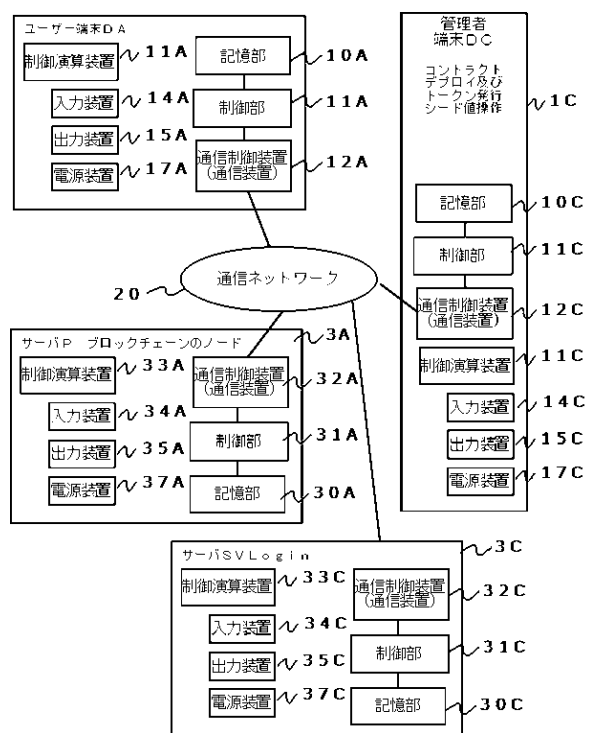 ユーザー端末DA
制御演算装置
11A
入力装置
14A
出力装置
15A
電源装置
17A
記憶部
10A
制御部
11A
通信制御装置
(通信装置)
12A
管理者
端末DC
コントラクト
デプロイ及び
トークン発行
シード値操作
1C
記憶部
10C
制御部
11C
通信制御装置
(通信装置)
12C
制御演算装置
11C
入力装置
14C
出力装置
15C
電源装置
17C
通信ネットワーク
20
サーバP ブロックチェーンのノード
3A
制御演算装置
33A
入力装置
34A
出力装置
35A
電源装置
37A
通信制御装置
(通信装置)
32A
制御部
31A
記憶部
30A
サーバSVLogin
3C
制御演算装置
33C
入力装置
34C
出力装置
35C
電源装置
37C
通信制御装置
(通信装置)
32C
制御部
31C
記憶部
30C